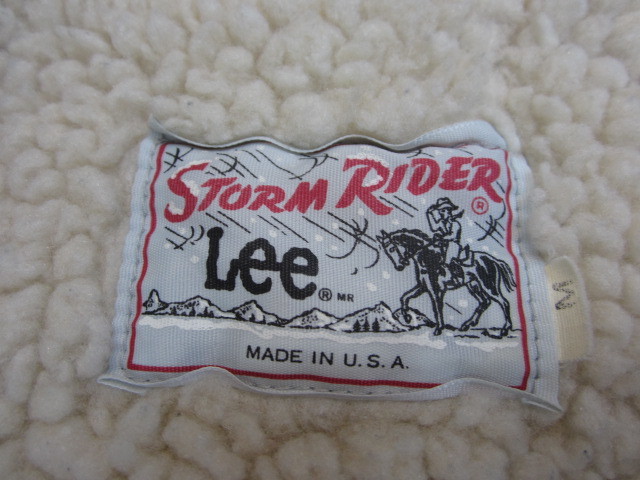 STORM RIDER ®
Lee ® MR
MADE IN U.S.A.
M